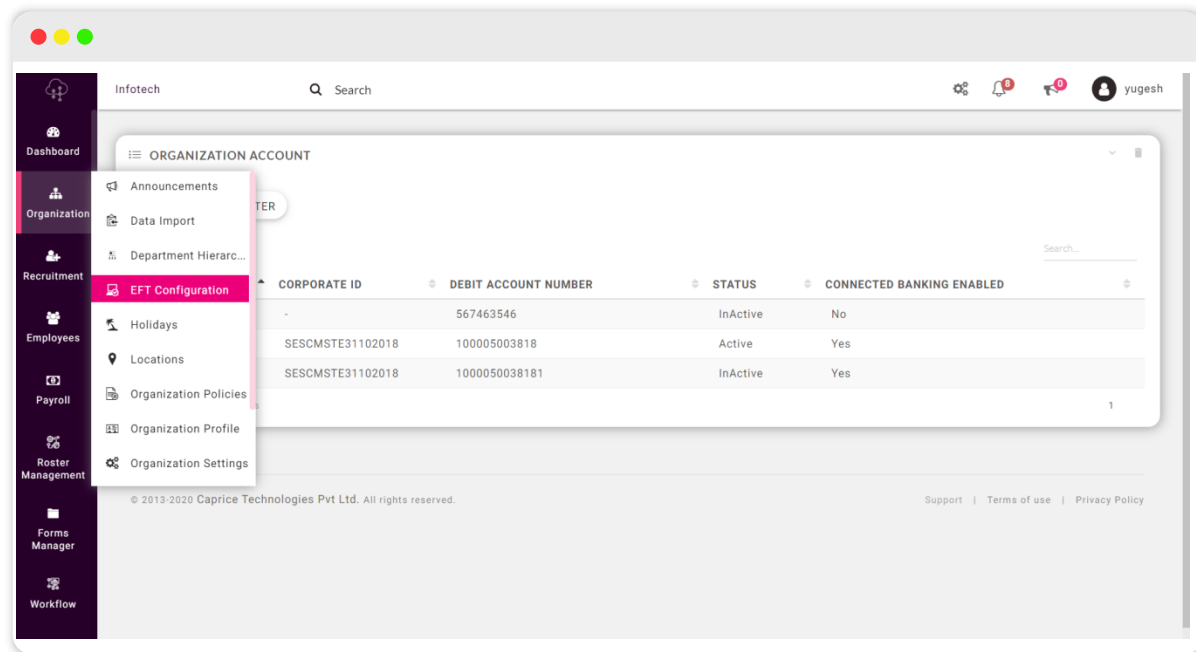 Infotech
Search
8
0
yugesh
Dashboard
Organization
Recruitment
Employees
Payroll
Roster
Management
Forms
Manager
Workflow
ORGANIZATION ACCOUNT
Announcements
Data Import
Department Hierarc...
EFT Configuration
Holidays
Locations
Organization Policies
Organization Profile
Organization Settings
TER
Search...
CORPORATE ID DEBIT ACCOUNT NUMBER STATUS CONNECTED BANKING ENABLED
- 567463546 InActive No
SESCMSTE31102018 100005003818 Active Yes
SESCMSTE31102018 1000050038181 InActive Yes
1
© 2013-2020 Caprice Technologies Pvt Ltd. All rights reserved.
Support | Terms of use | Privacy Policy